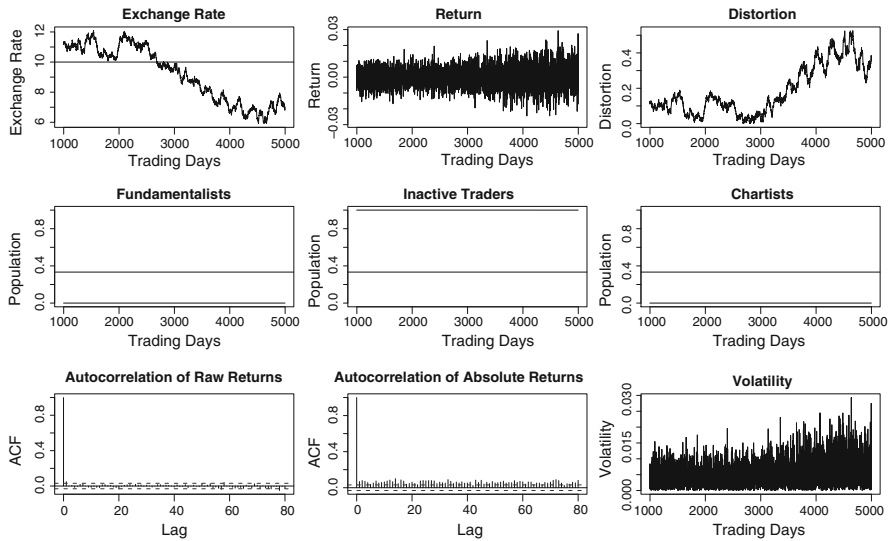 Exchange Rate
Exchange Rate
12
10
8
6
1000 2000 3000 4000 5000
Trading Days
Return
Return
0.03
0.00
−0.03
1000 2000 3000 4000 5000
Trading Days
Distortion
Distortion
0.4
0.2
0.0
1000 2000 3000 4000 5000
Trading Days
Fundamentalists
Population
0.8
0.4
0.0
1000 2000 3000 4000 5000
Trading Days
Inactive Traders
Population
0.8
0.4
0.0
1000 2000 3000 4000 5000
Trading Days
Chartists
Population
0.8
0.4
0.0
1000 2000 3000 4000 5000
Trading Days
Autocorrelation of Raw Returns
ACF
0.8
0.4
0.0
0 20 40 60 80
Lag
Autocorrelation of Absolute Returns
ACF
0.8
0.4
0.0
0 20 40 60 80
Lag
Volatility
Volatility
0.030
0.015
0.000
1000 2000 3000 4000 5000
Trading Days